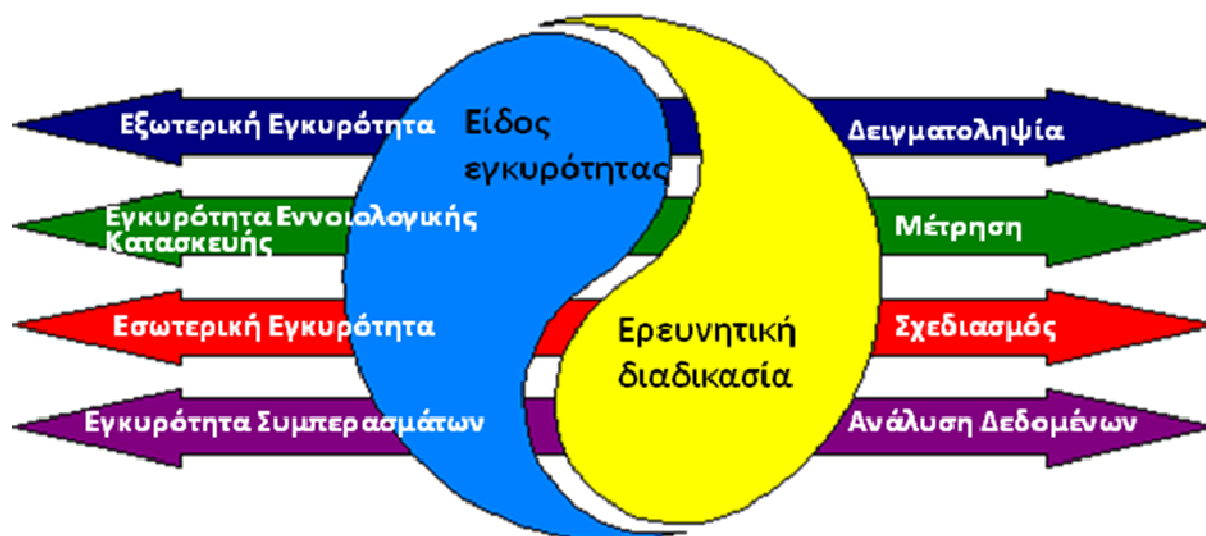 Εξωτερική Εγκυρότητα
Είδος
εγκυρότητας
Δειγματοληψία
Εγκυρότητα Εννοιολογικής
Κατασκευής
Μέτρηση
Εσωτερική Εγκυρότητα
Ερευνητική
διαδικασία
Σχεδιασμός
Εγκυρότητα Συμπερασμάτων
Ανάλυση Δεδομένων